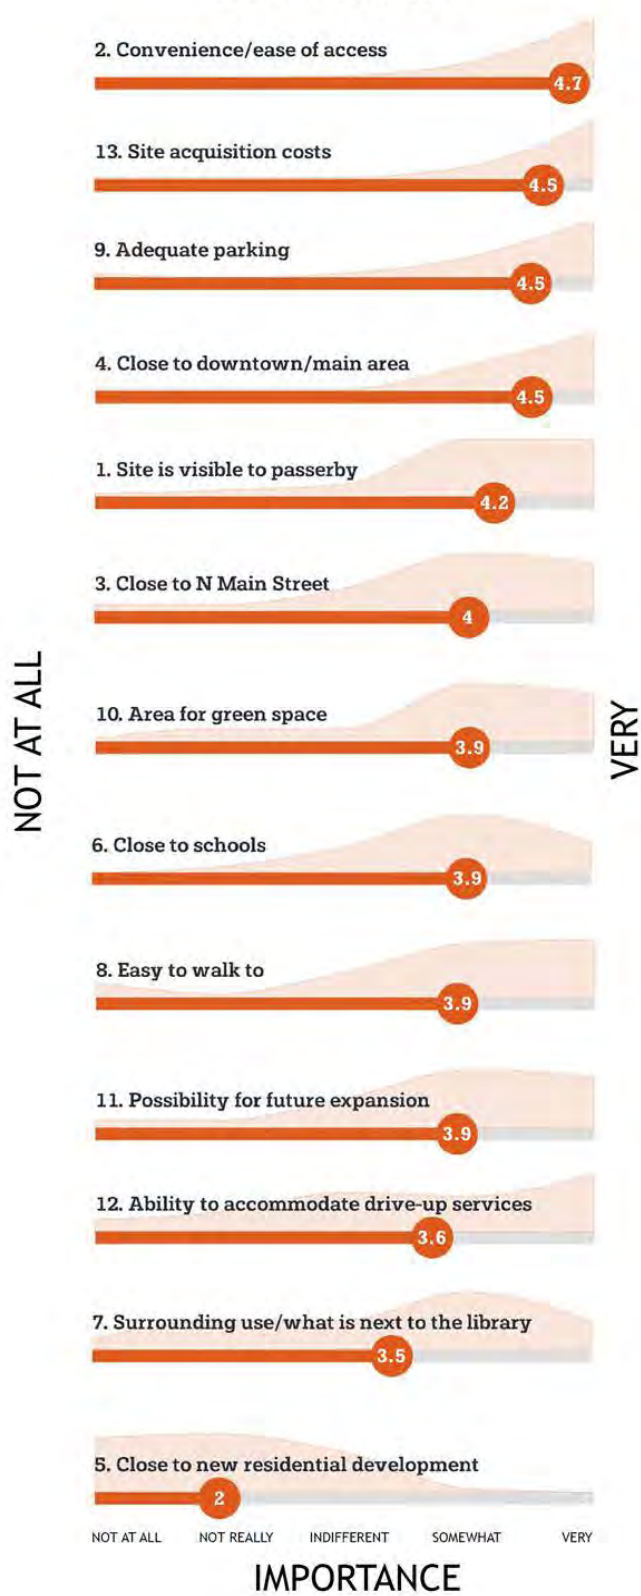 2. Convenience/ease of access
4.7
13. Site acquisition costs
4.5
9. Adequate parking
4.5
4. Close to downtown/main area
4.5
1. Site is visible to passerby
4.2
3. Close to N Main Street
4
NOT AT ALL
VERY
10. Area for green space
3.9
6. Close to schools
3.9
8. Easy to walk to
3.9
11. Possibility for future expansion
3.9
12. Ability to accommodate drive-up services
3.6
7. Surrounding use/what is next to the library
3.5
5. Close to new residential development
2
NOT AT ALL NOT REALLY INDIFFERENT SOMEWHAT VERY
IMPORTANCE